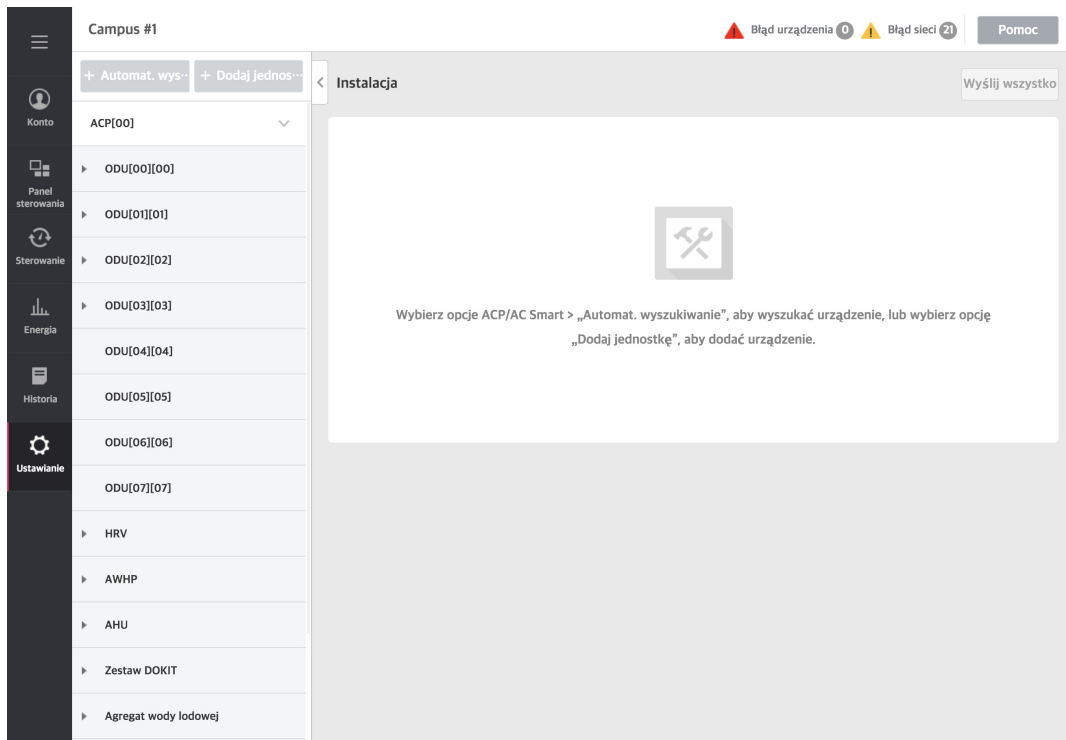 Campus #1
Błąd urządzenia 0
Błąd sieci 21
Pomoc
Konto
Panel
sterowania
Sterowanie
Energia
Historia
Ustawianie
+ Automat. wys···
+ Dodaj jednos···
ACP[00]
ODU[00][00]
ODU[01][01]
ODU[02][02]
ODU[03][03]
ODU[04][04]
ODU[05][05]
ODU[06][06]
ODU[07][07]
HRV
AWHP
AHU
Zestaw DOKIT
Agregat wody lodowej
< Instalacja
Wyślij wszystko
Wybierz opcje ACP/AC Smart > „Automat. wyszukiwanie”, aby wyszukać urządzenie, lub wybierz opcję
„Dodaj jednostkę”, aby dodać urządzenie.